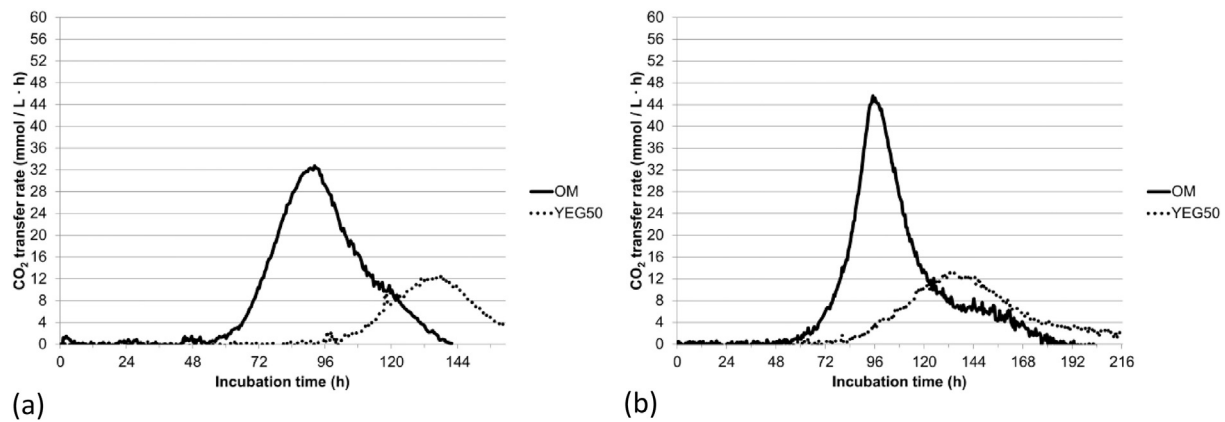 60
56
52
48
44
40
36
32
28
24
20
16
12
8
4
0
CO₂ transfer rate (mmol / L · h)
0 24 48 72 96 120 144
Incubation time (h)
OM
YEG50
(a)
60
56
52
48
44
40
36
32
28
24
20
16
12
8
4
0
CO₂ transfer rate (mmol / L · h)
0 24 48 72 96 120 144 168 192 216
Incubation time (h)
OM
YEG50
(b)